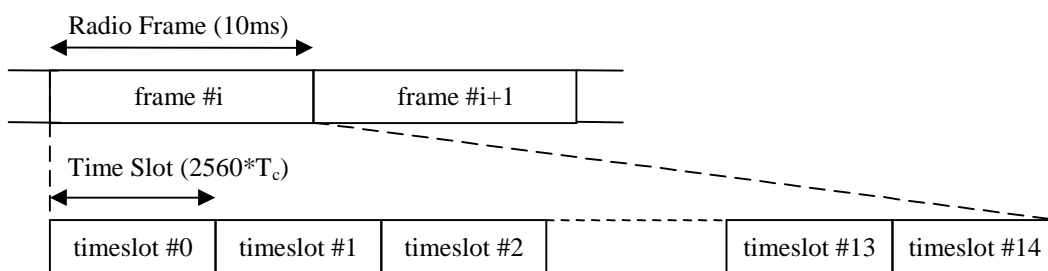 Radio Frame (10ms)
frame #i frame #i+1
Time Slot (2560*Tc)
timeslot #0 timeslot #1 timeslot #2 timeslot #13 timeslot #14